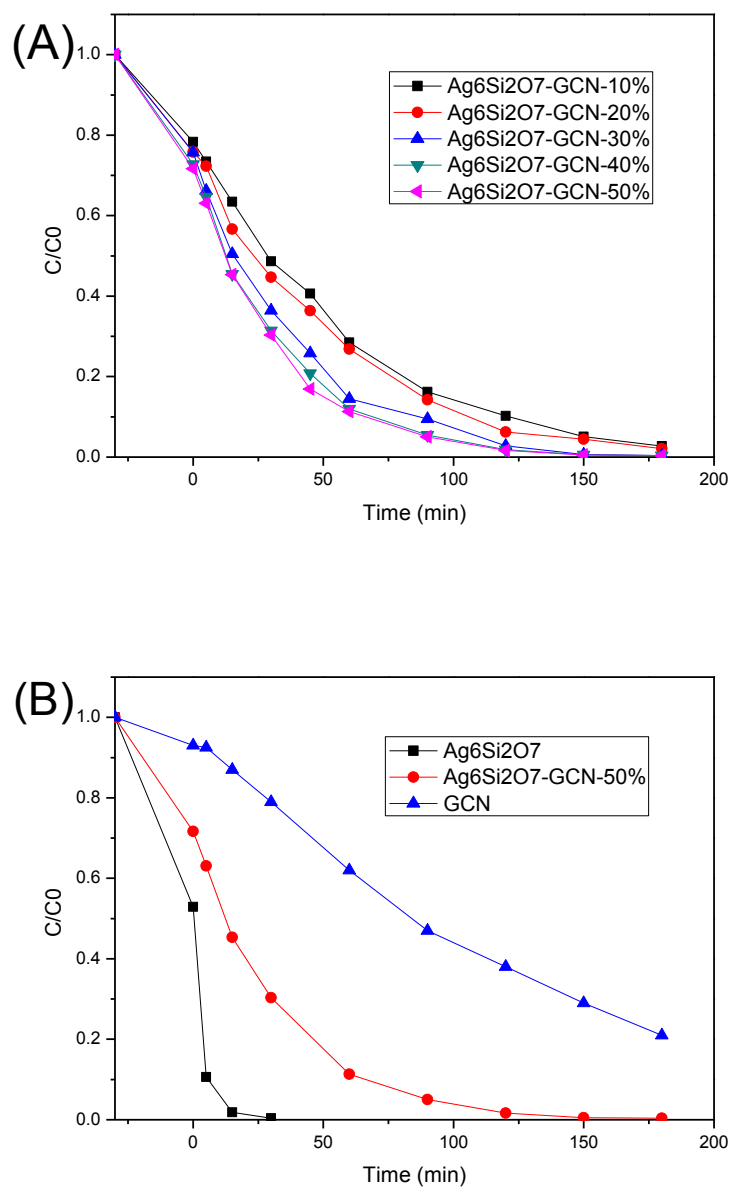 (A)
1.0
0.8
0.6
0.4
0.2
0.0
C/C0
Ag6Si2O7-GCN-10%
Ag6Si2O7-GCN-20%
Ag6Si2O7-GCN-30%
Ag6Si2O7-GCN-40%
Ag6Si2O7-GCN-50%
0 50 100 150 200
Time (min)
(B)
1.0
0.8
0.6
0.4
0.2
0.0
C/C0
Ag6Si2O7
Ag6Si2O7-GCN-50%
GCN
0 50 100 150 200
Time (min)